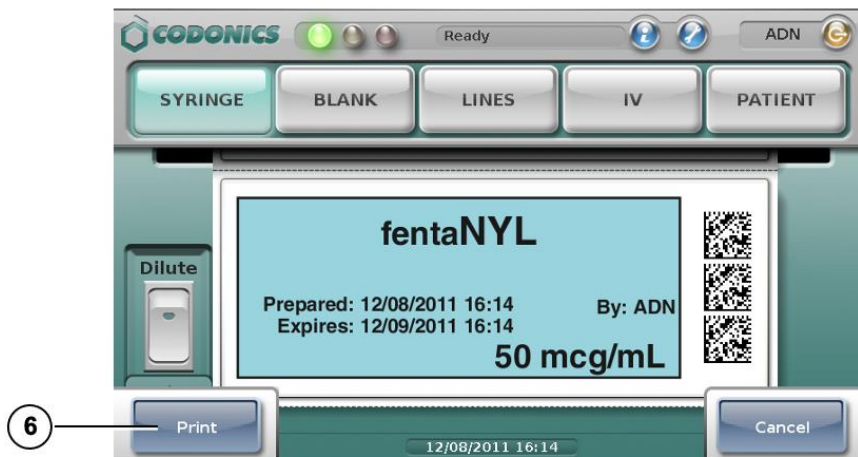 CODONICS Ready ADN
SYRINGE BLANK LINES IV PATIENT
fentaNYL
Dilute
Prepared: 12/08/2011 16:14 By: ADN
Expires: 12/09/2011 16:14
50 mcg/mL
6 Print Cancel
12/08/2011 16:14